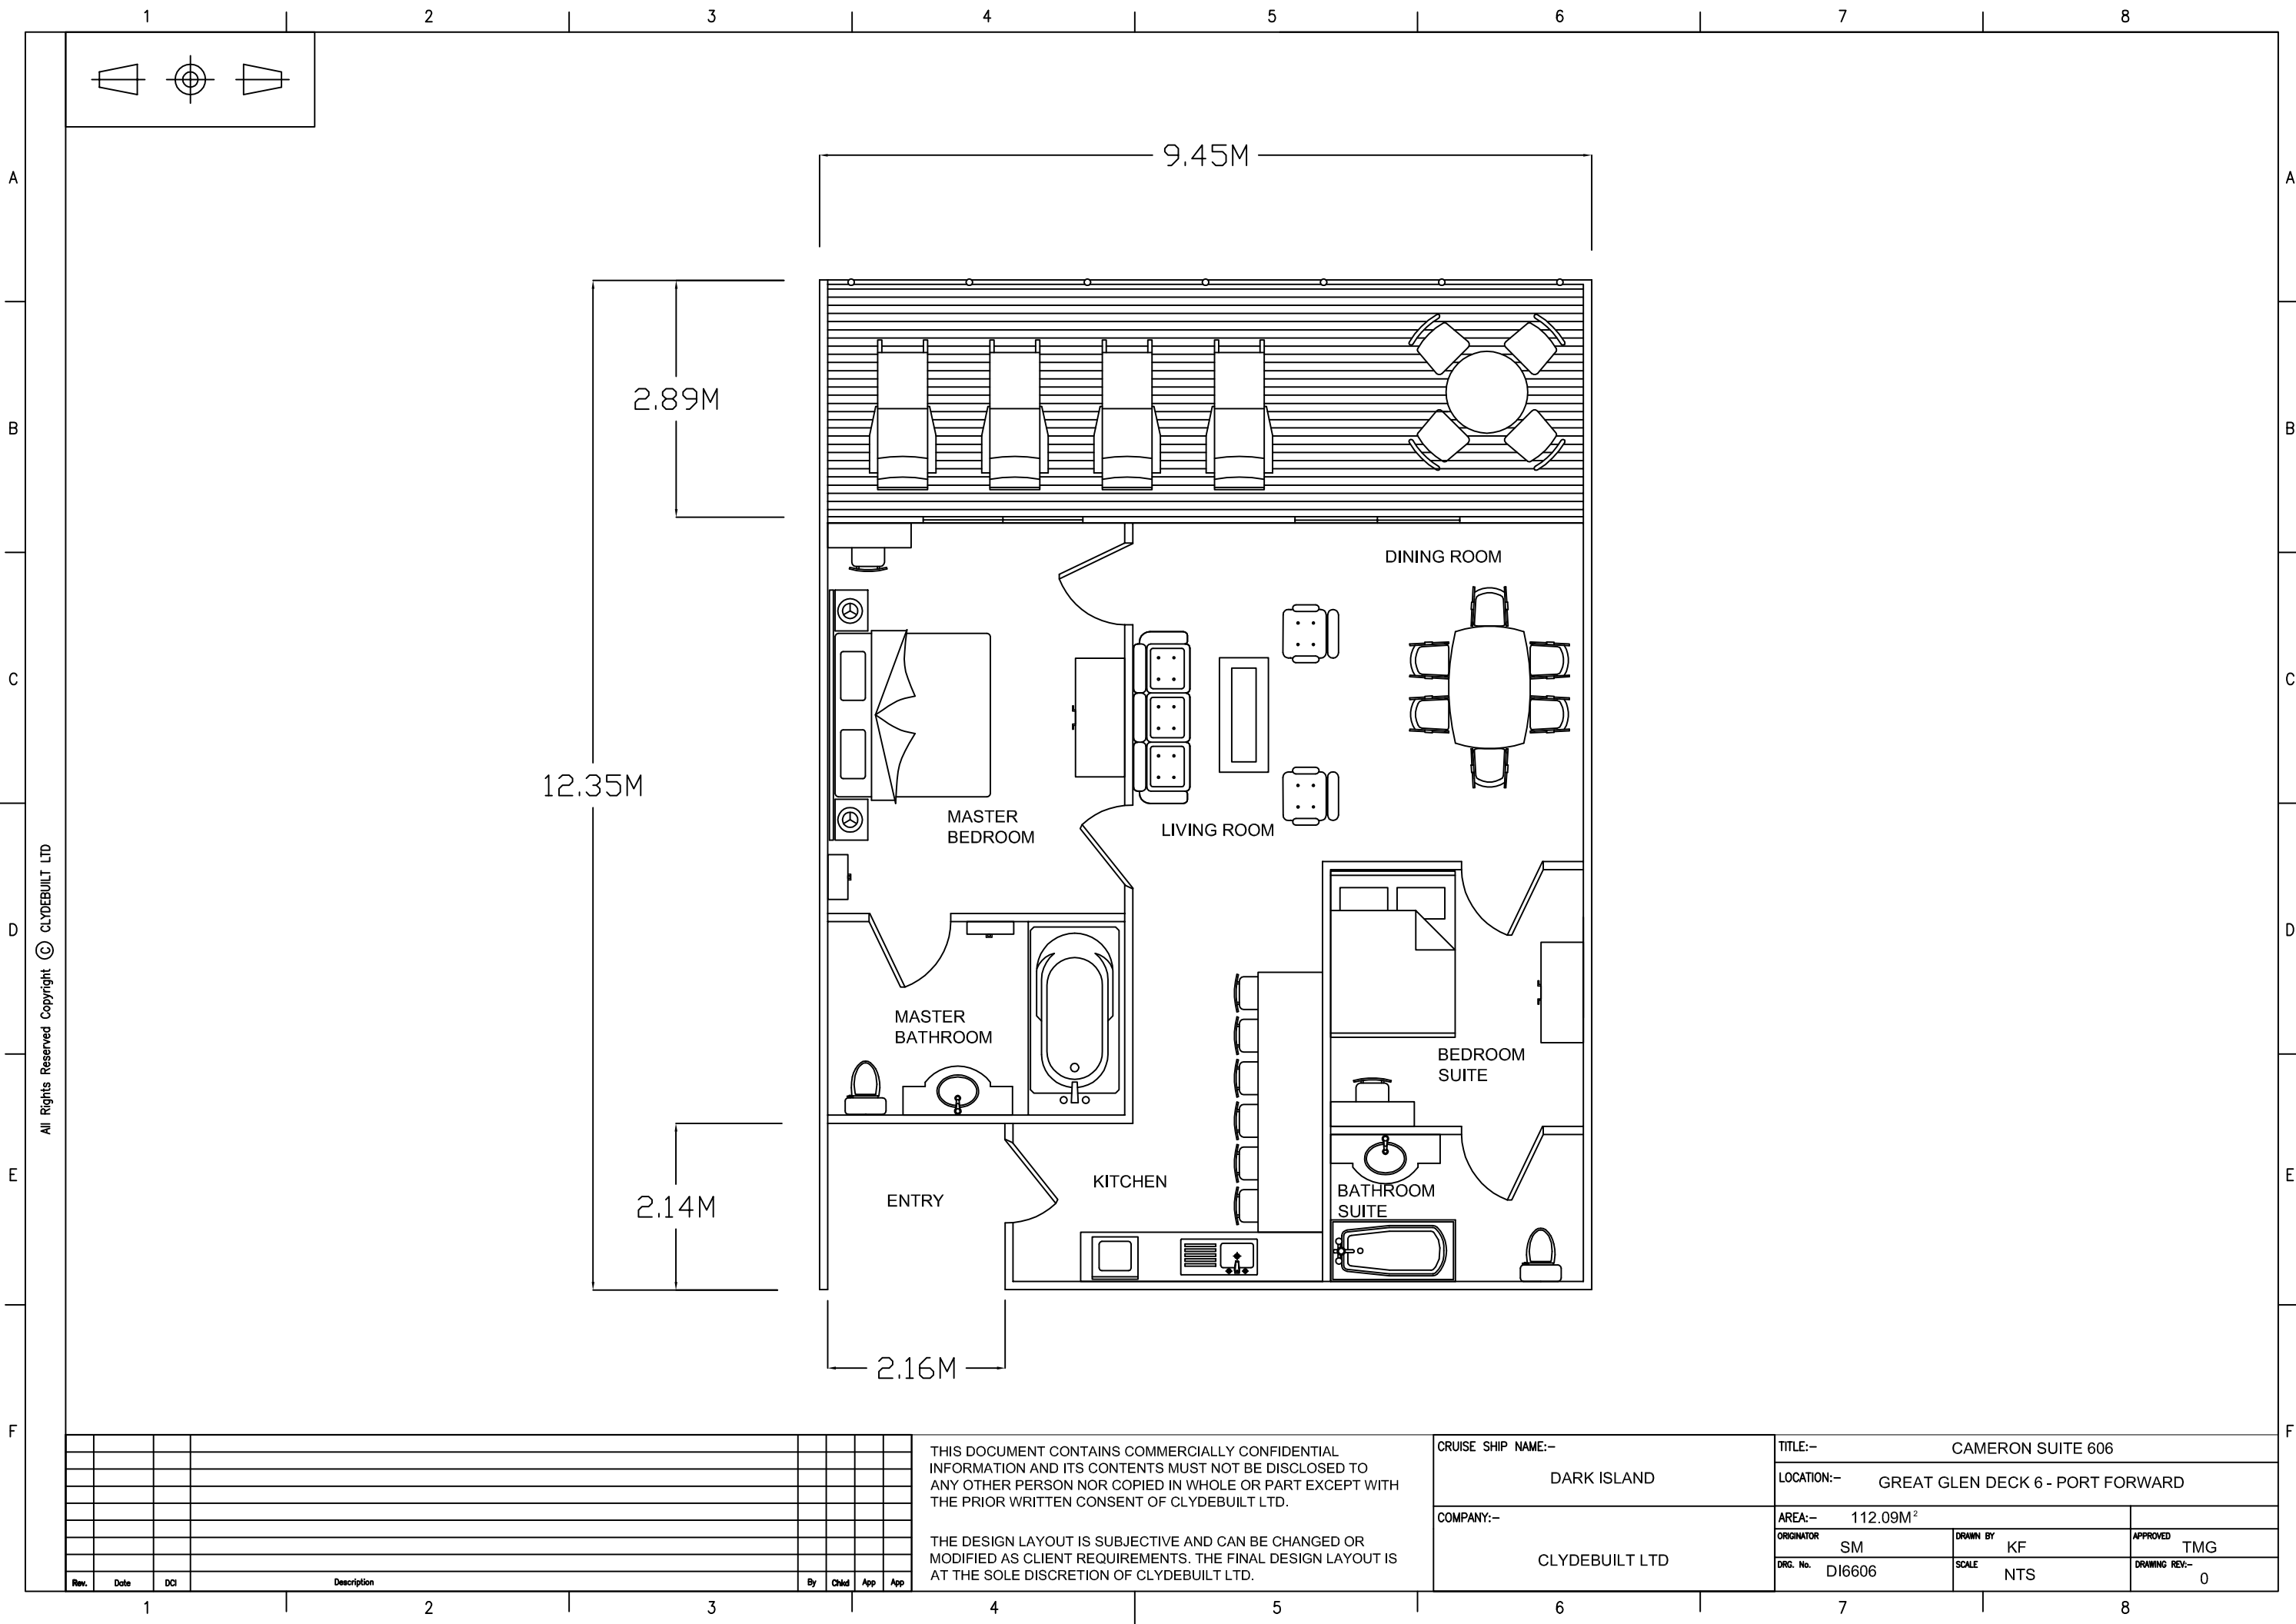 1 2 3 4 5 6 7 8
A A
B B
C C
D D
E E
F F
9.45M
2.89M
12.35M
2.14M
2.16M
DINING ROOM
MASTER
BEDROOM
LIVING ROOM
MASTER
BATHROOM
BEDROOM
SUITE
ENTRY
KITCHEN
BATHROOM
SUITE
All Rights Reserved Copyright © CLYDEBUILT LTD
Rev. Date DCI Description By Chkd App App
THIS DOCUMENT CONTAINS COMMERCIALLY CONFIDENTIAL
INFORMATION AND ITS CONTENTS MUST NOT BE DISCLOSED TO
ANY OTHER PERSON NOR COPIED IN WHOLE OR PART EXCEPT WITH
THE PRIOR WRITTEN CONSENT OF CLYDEBUILT LTD.
THE DESIGN LAYOUT IS SUBJECTIVE AND CAN BE CHANGED OR
MODIFIED AS CLIENT REQUIREMENTS. THE FINAL DESIGN LAYOUT IS
AT THE SOLE DISCRETION OF CLYDEBUILT LTD.
CRUISE SHIP NAME:-
DARK ISLAND
COMPANY:-
CLYDEBUILT LTD
TITLE:- CAMERON SUITE 606
LOCATION:- GREAT GLEN DECK 6 - PORT FORWARD
AREA:- 112.09M²
ORIGINATOR SM DRAWN BY KF APPROVED TMG
DRG. No. DI6606 SCALE NTS DRAWING REV:- 0
1 2 3 4 5 6 7 8